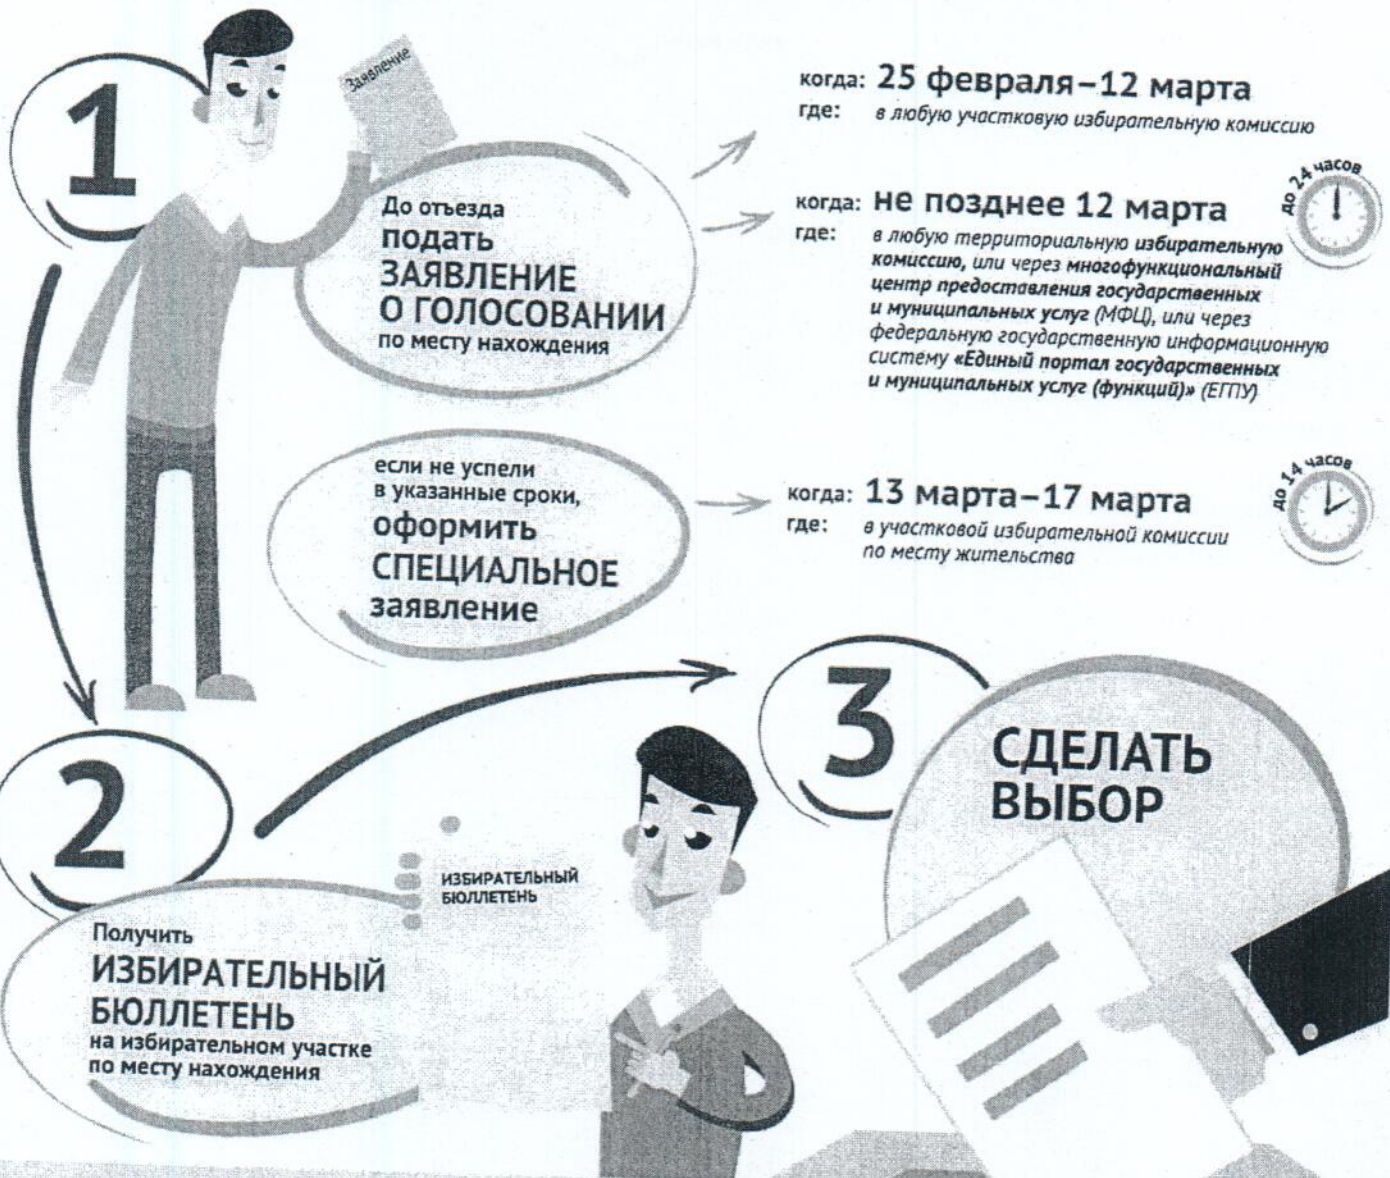 1
Заявление
До отъезда
подать
ЗАЯВЛЕНИЕ
О ГОЛОСОВАНИИ
по месту нахождения
когда: 25 февраля–12 марта
где: в любую участковую избирательную комиссию
когда: не позднее 12 марта
до 24 часов
где: в любую территориальную избирательную
комиссию, или через многофункциональный
центр предоставления государственных
и муниципальных услуг (МФЦ), или через
федеральную государственную информационную
систему «Единый портал государственных
и муниципальных услуг (функций)» (ЕПГУ)
если не успели
в указанные сроки,
оформить
СПЕЦИАЛЬНОЕ
заявление
когда: 13 марта–17 марта
до 14 часов
где: в участковой избирательной комиссии
по месту жительства
2
Получить
ИЗБИРАТЕЛЬНЫЙ
БЮЛЛЕТЕНЬ
на избирательном участке
по месту нахождения
ИЗБИРАТЕЛЬНЫЙ
БЮЛЛЕТЕНЬ
3
СДЕЛАТЬ
ВЫБОР